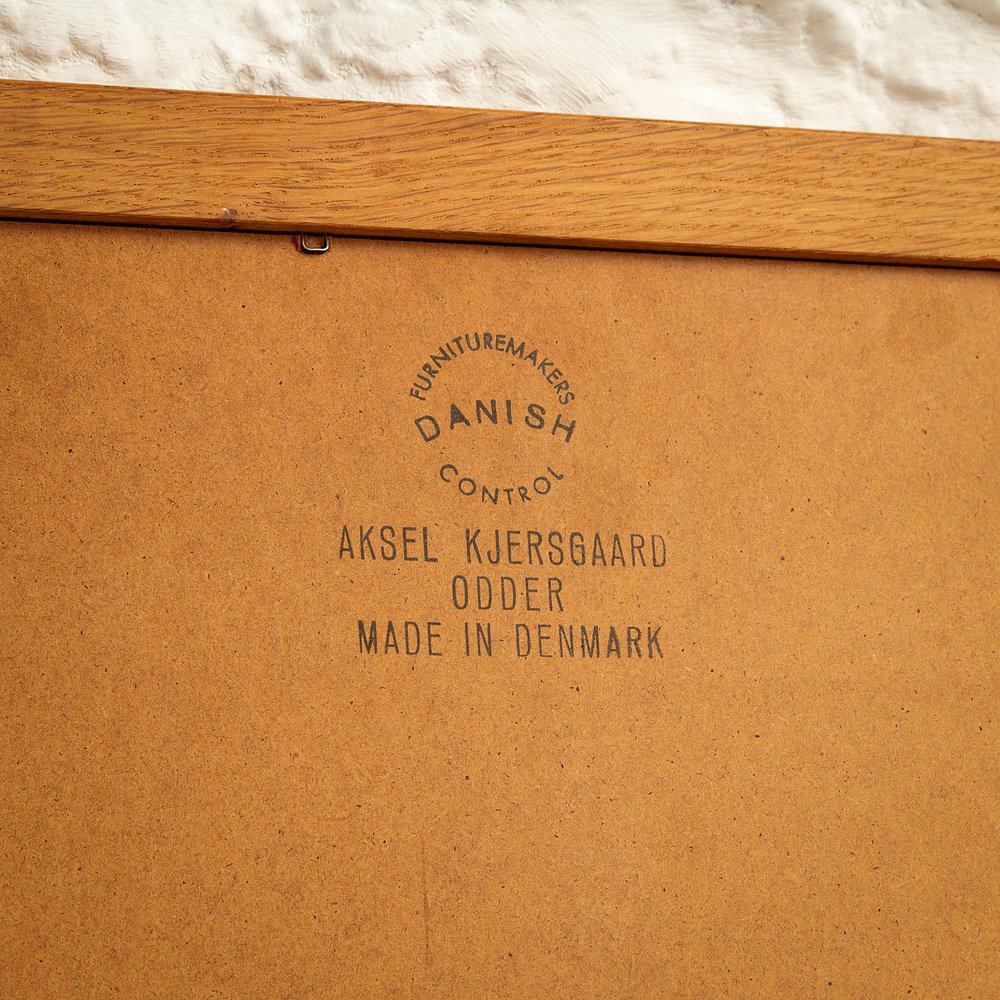 FURNITUREMAKERS
DANISH
CONTROL
AKSEL KJERSGAARD
ODDER
MADE IN DENMARK